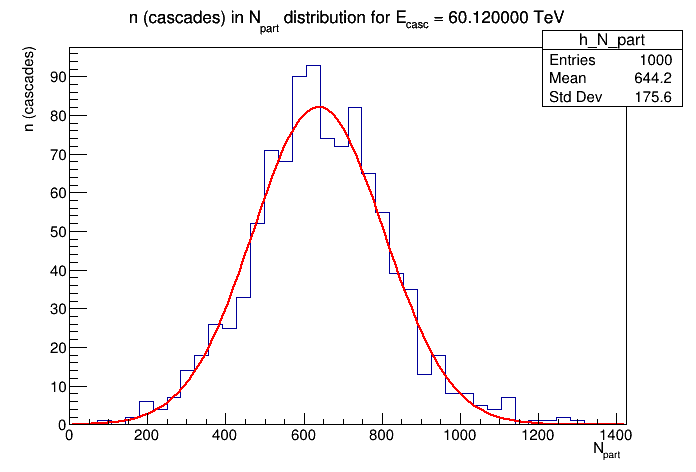 n (cascades) in N_part distribution for E_casc = 60.120000 TeV
h_N_part
Entries 1000
Mean 644.2
Std Dev 175.6
n (cascades)
90
80
70
60
50
40
30
20
10
0
0 200 400 600 800 1000 1200 1400
N_part